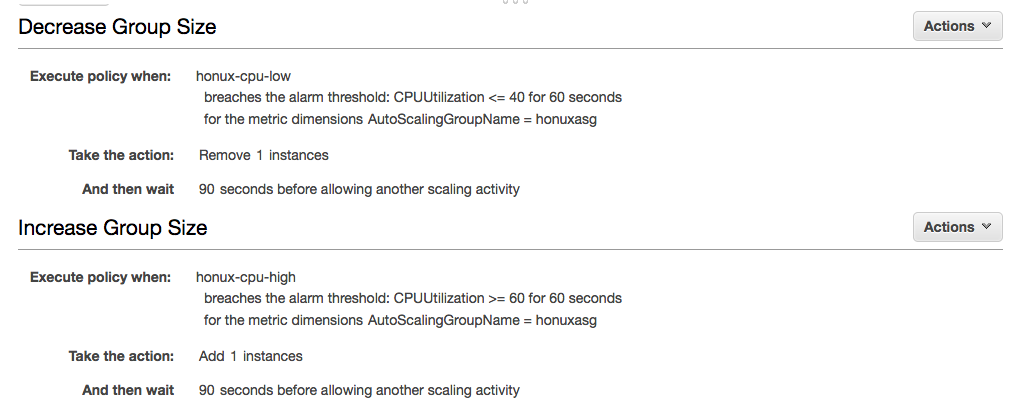 Decrease Group Size
Actions
Execute policy when: honux-cpu-low
breaches the alarm threshold: CPUUtilization <= 40 for 60 seconds
for the metric dimensions AutoScalingGroupName = honuxasg
Take the action: Remove 1 instances
And then wait 90 seconds before allowing another scaling activity
Increase Group Size
Actions
Execute policy when: honux-cpu-high
breaches the alarm threshold: CPUUtilization >= 60 for 60 seconds
for the metric dimensions AutoScalingGroupName = honuxasg
Take the action: Add 1 instances
And then wait 90 seconds before allowing another scaling activity